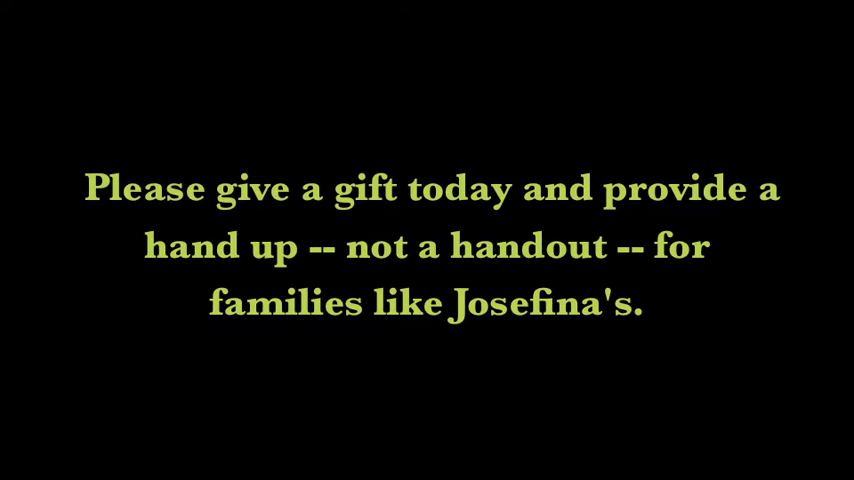 Please give a gift today and provide a
hand up -- not a handout -- for
families like Josefina's.